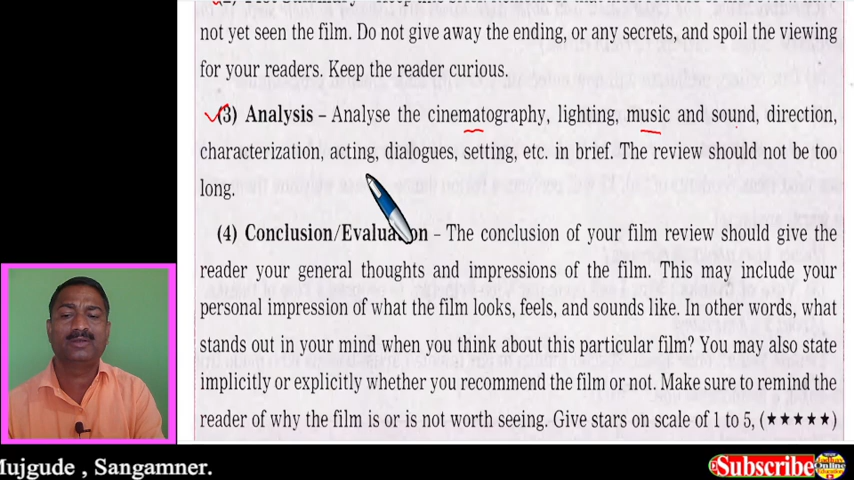 not yet seen the film. Do not give away the ending, or any secrets, and spoil the viewing
for your readers. Keep the reader curious.
(3) Analysis – Analyse the cinematography, lighting, music and sound, direction,
characterization, acting, dialogues, setting, etc. in brief. The review should not be too
long.
(4) Conclusion/Evaluation – The conclusion of your film review should give the
reader your general thoughts and impressions of the film. This may include your
personal impression of what the film looks, feels, and sounds like. In other words, what
stands out in your mind when you think about this particular film? You may also state
implicitly or explicitly whether you recommend the film or not. Make sure to remind the
reader of why the film is or is not worth seeing. Give stars on scale of 1 to 5, (★★★★★)
Mujgude , Sangamner.
Subscribe
Online